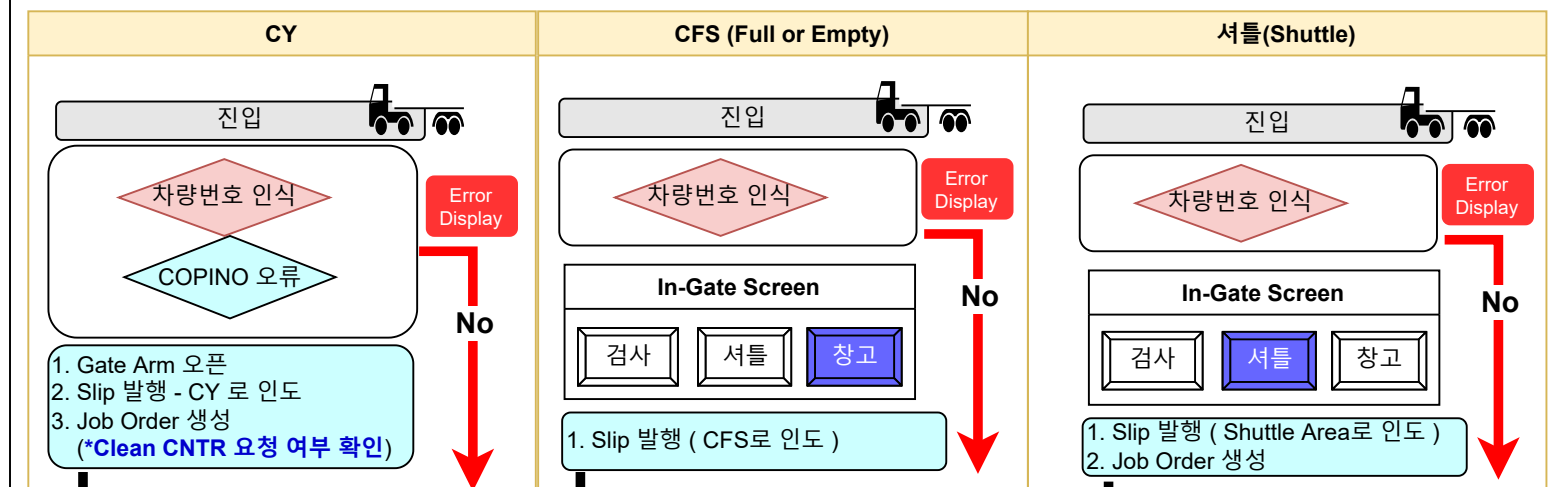 CY
CFS (Full or Empty)
셔틀(Shuttle)
진입
차량번호 인식
Error
Display
COPINO 오류
No
1. Gate Arm 오픈
2. Slip 발행 - CY 로 인도
3. Job Order 생성
(*Clean CNTR 요청 여부 확인)
진입
차량번호 인식
Error
Display
In-Gate Screen
No
검사
셔틀
창고
1. Slip 발행 ( CFS로 인도 )
진입
차량번호 인식
Error
Display
In-Gate Screen
No
검사
셔틀
창고
1. Slip 발행 ( Shuttle Area로 인도 )
2. Job Order 생성